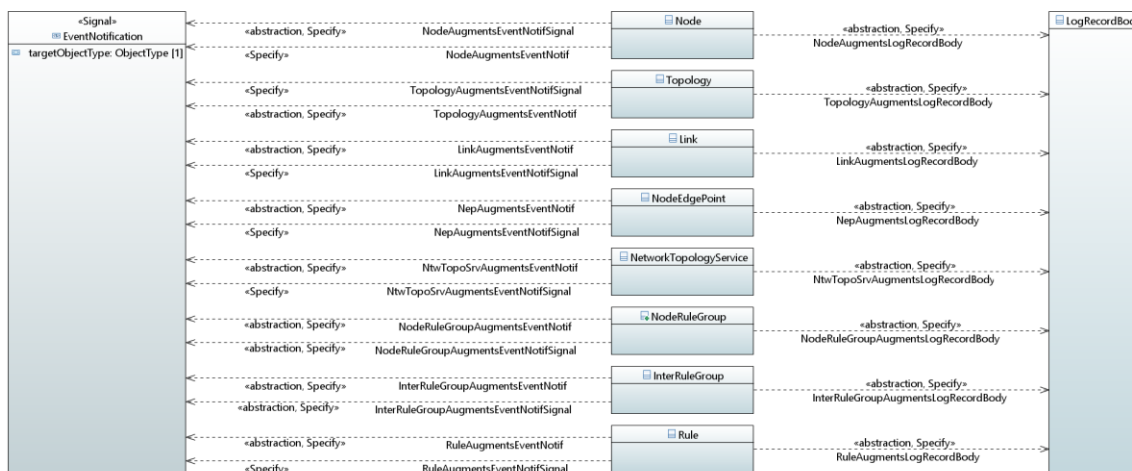 «Signal»
EventNotification
targetObjectType: ObjectType [1]
Node
LogRecordBod
«abstraction, Specify» NodeAugmentsEventNotifSignal
«Specify» NodeAugmentsEventNotif
«abstraction, Specify»
NodeAugmentsLogRecordBody
Topology
«Specify» TopologyAugmentsEventNotifSignal
«abstraction, Specify» TopologyAugmentsEventNotif
«abstraction, Specify»
TopologyAugmentsLogRecordBody
Link
«abstraction, Specify» LinkAugmentsEventNotif
«Specify» LinkAugmentsEventNotifSignal
«abstraction, Specify»
LinkAugmentsLogRecordBody
NodeEdgePoint
«abstraction, Specify» NepAugmentsEventNotif
«Specify» NepAugmentsEventNotifSignal
«abstraction, Specify»
NepAugmentsLogRecordBody
NetworkTopologyService
«abstraction, Specify» NtwTopoSrvAugmentsEventNotif
«Specify» NtwTopoSrvAugmentsEventNotifSignal
«abstraction, Specify»
NtwTopoSrvAugmentsLogRecordBody
NodeRuleGroup
«abstraction, Specify» NodeRuleGroupAugmentsEventNotif
«abstraction, Specify» NodeRuleGroupAugmentsEventNotifSignal
«abstraction, Specify»
NodeRuleGroupAugmentsLogRecordBody
InterRuleGroup
«abstraction, Specify» InterRuleGroupAugmentsEventNotif
«abstraction, Specify» InterRuleGroupAugmentsEventNotifSignal
«abstraction, Specify»
InterRuleGroupAugmentsLogRecordBody
Rule
«abstraction, Specify» RuleAugmentsEventNotif
«Specify» RuleAugmentsEventNotifSignal
«abstraction, Specify»
RuleAugmentsLogRecordBody